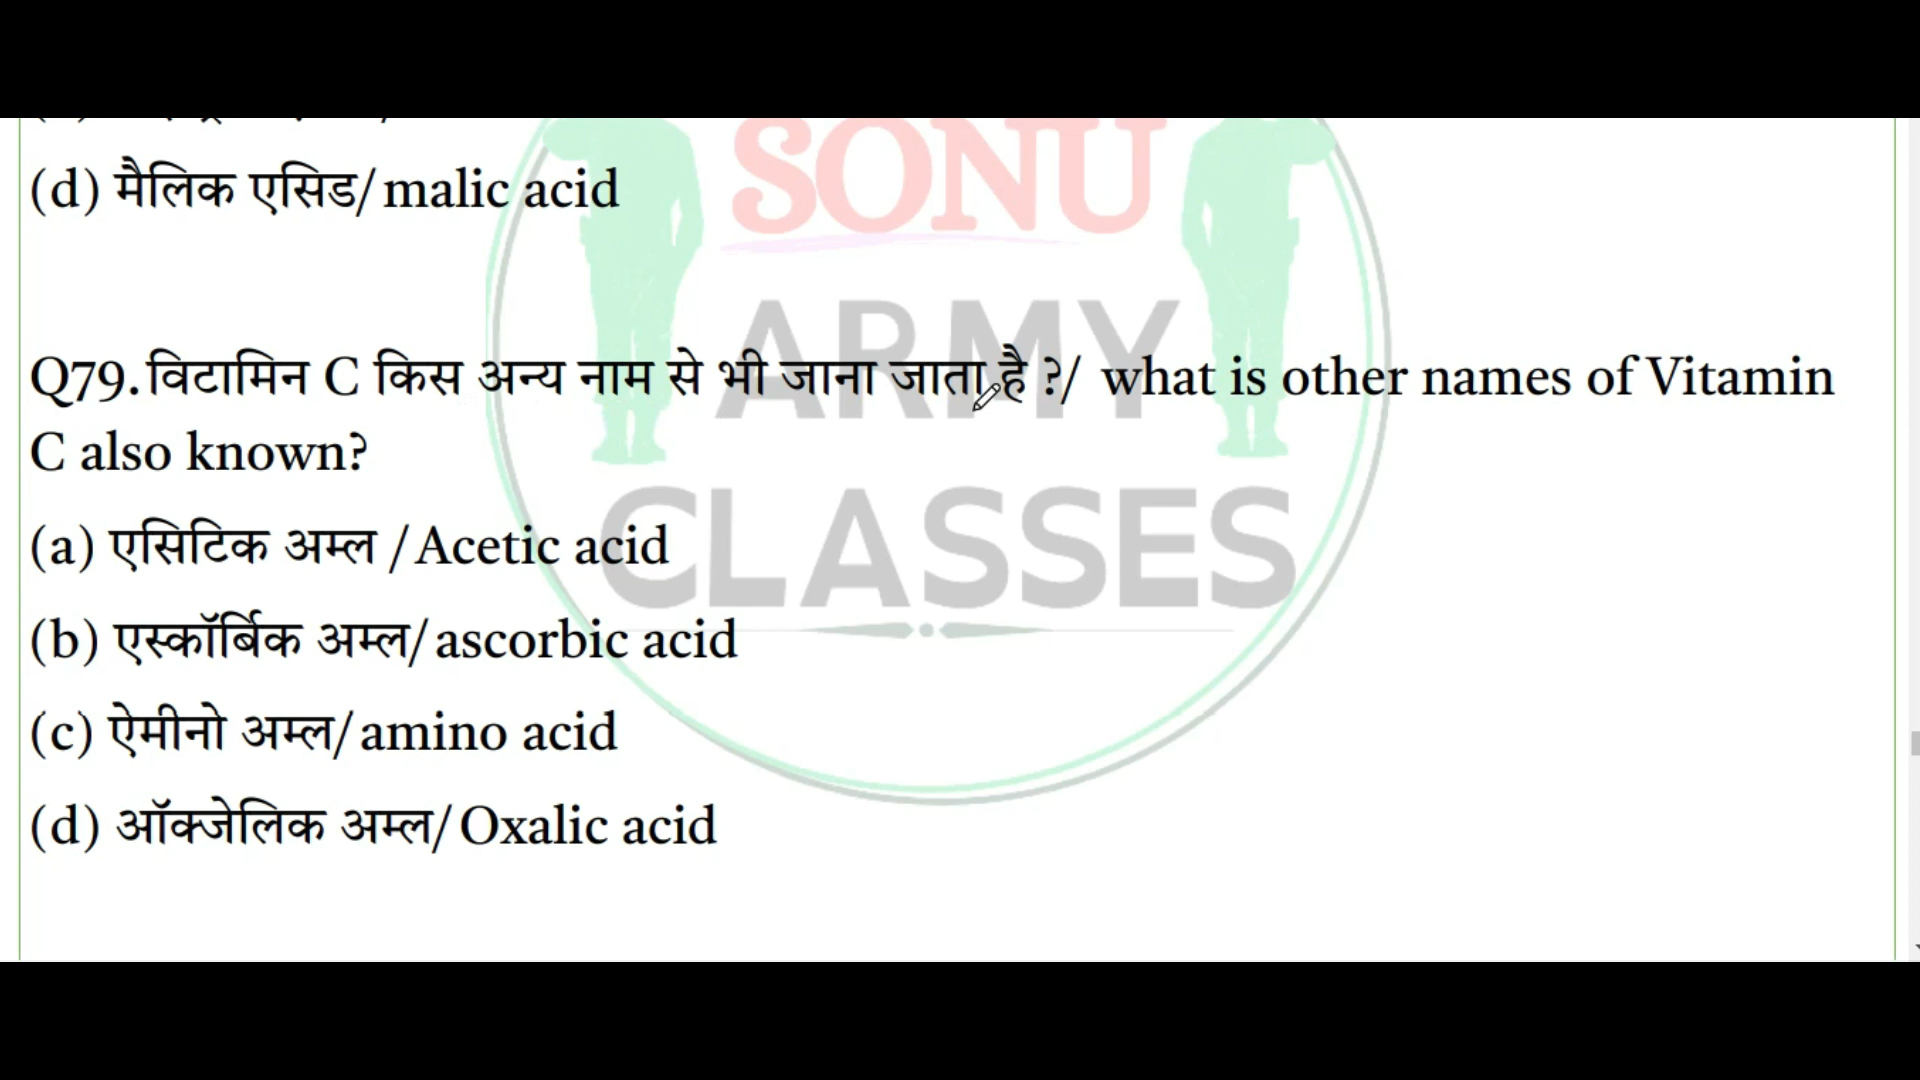 SONU
(d) मैलिक एसिड/ malic acid
ARMY
Q79. विटामिन C किस अन्य नाम से भी जाना जाता है ?/ what is other names of Vitamin
C also known?
CLASSES
(a) एसिटिक अम्ल / Acetic acid
(b) एस्कॉर्बिक अम्ल/ ascorbic acid
(c) ऐमीनो अम्ल/ amino acid
(d) ऑक्जेलिक अम्ल/ Oxalic acid